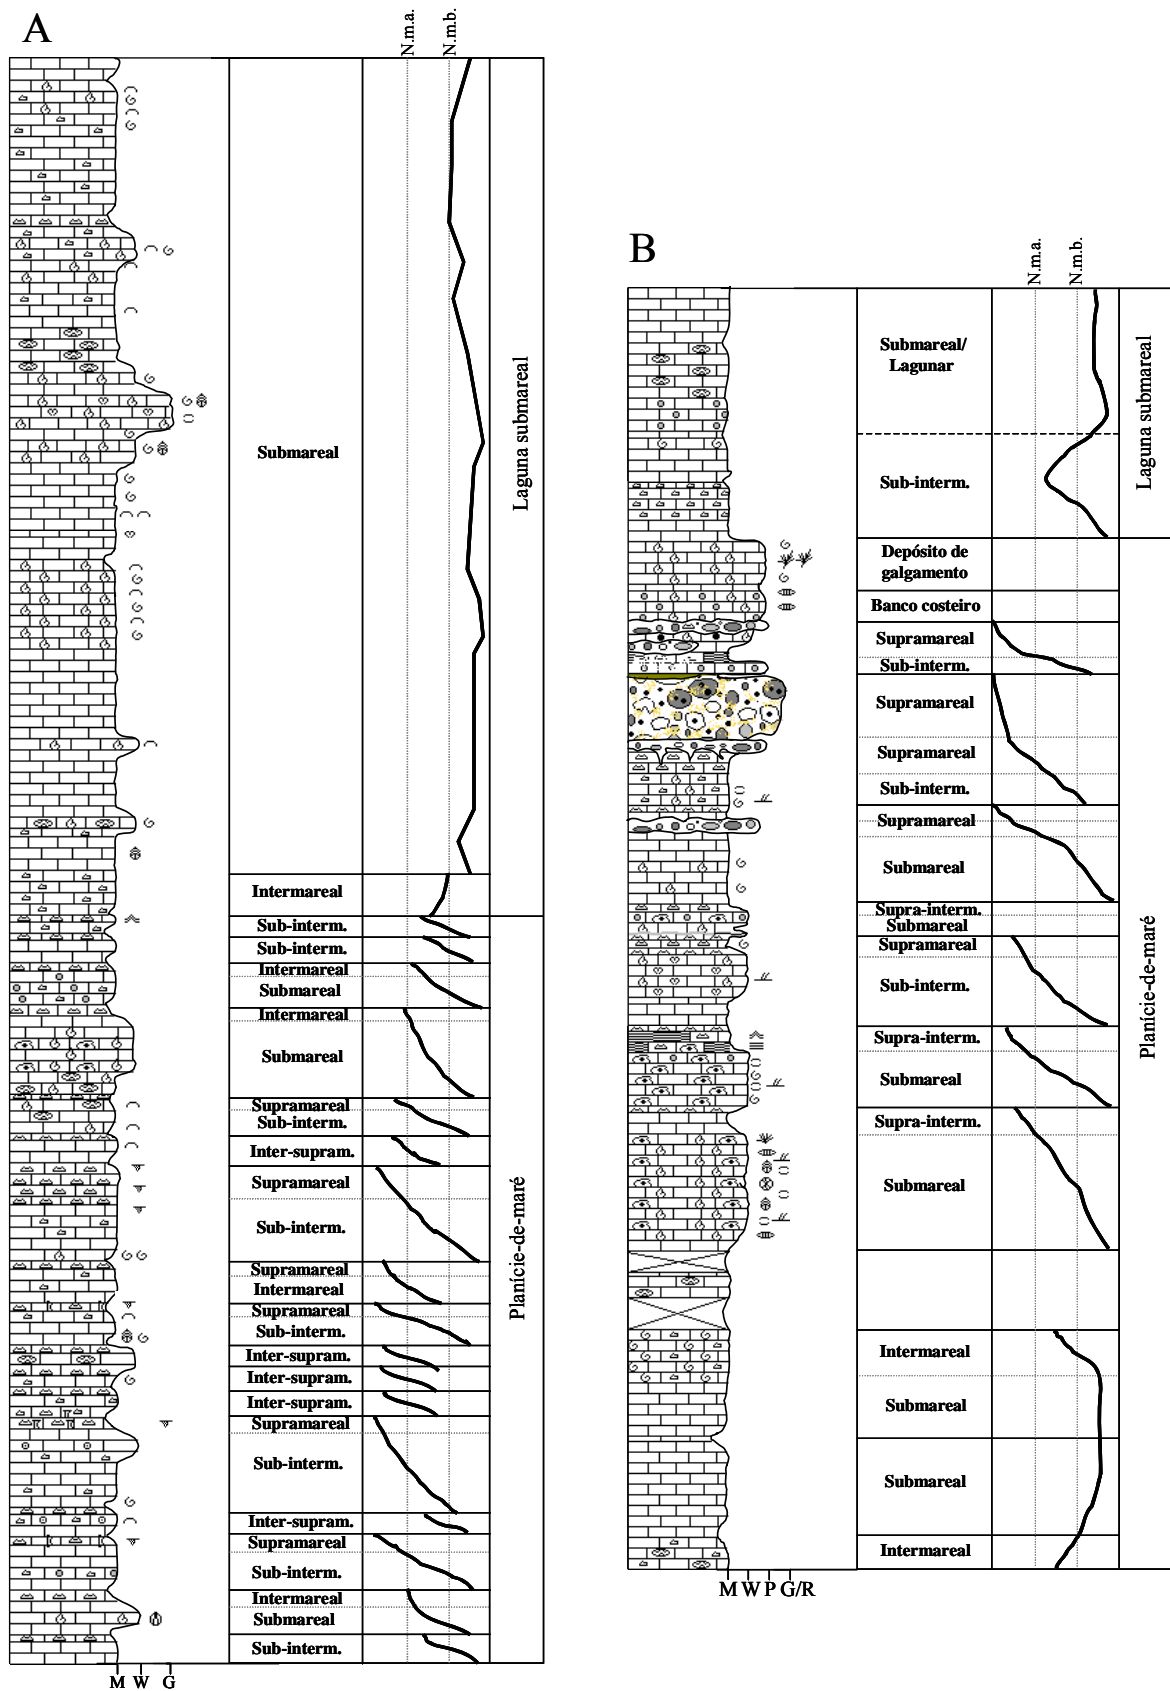 A
N.m.a.
N.m.b.
Submareal
Laguna submareal
Intermareal
Sub-interm.
Sub-interm.
Intermareal
Submareal
Intermareal
Submareal
Supramareal
Sub-interm.
Inter-supram.
Supramareal
Sub-interm.
Supramareal
Intermareal
Supramareal
Sub-interm.
Inter-supram.
Inter-supram.
Inter-supram.
Supramareal
Sub-interm.
Inter-supram.
Supramareal
Sub-interm.
Intermareal
Submareal
Sub-interm.
Planície-de-maré
M W G
B
N.m.a.
N.m.b.
Submareal/
Lagunar
Sub-interm.
Laguna submareal
Depósito de
galgamento
Banco costeiro
Supramareal
Sub-interm.
Supramareal
Supramareal
Sub-interm.
Supramareal
Submareal
Supra-interm.
Submareal
Supramareal
Sub-interm.
Supra-interm.
Submareal
Supra-interm.
Submareal
Intermareal
Submareal
Submareal
Intermareal
Planície-de-maré
M W P G/R